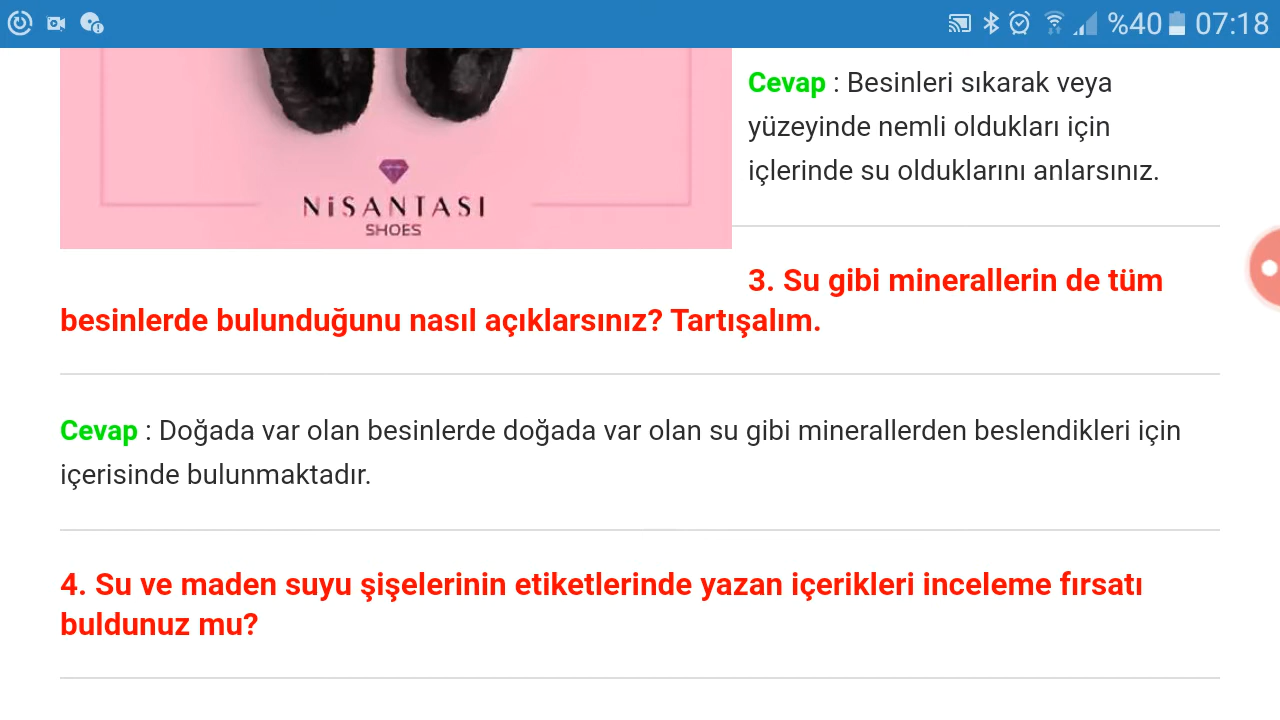 %40 07:18
NiSANTASI
SHOES
Cevap : Besinleri sıkarak veya
yüzeyinde nemli oldukları için
içlerinde su olduklarını anlarsınız.
3. Su gibi minerallerin de tüm
besinlerde bulunduğunu nasıl açıklarsınız? Tartışalım.
Cevap : Doğada var olan besinlerde doğada var olan su gibi minerallerden beslendikleri için
içerisinde bulunmaktadır.
4. Su ve maden suyu şişelerinin etiketlerinde yazan içerikleri inceleme fırsatı
buldunuz mu?